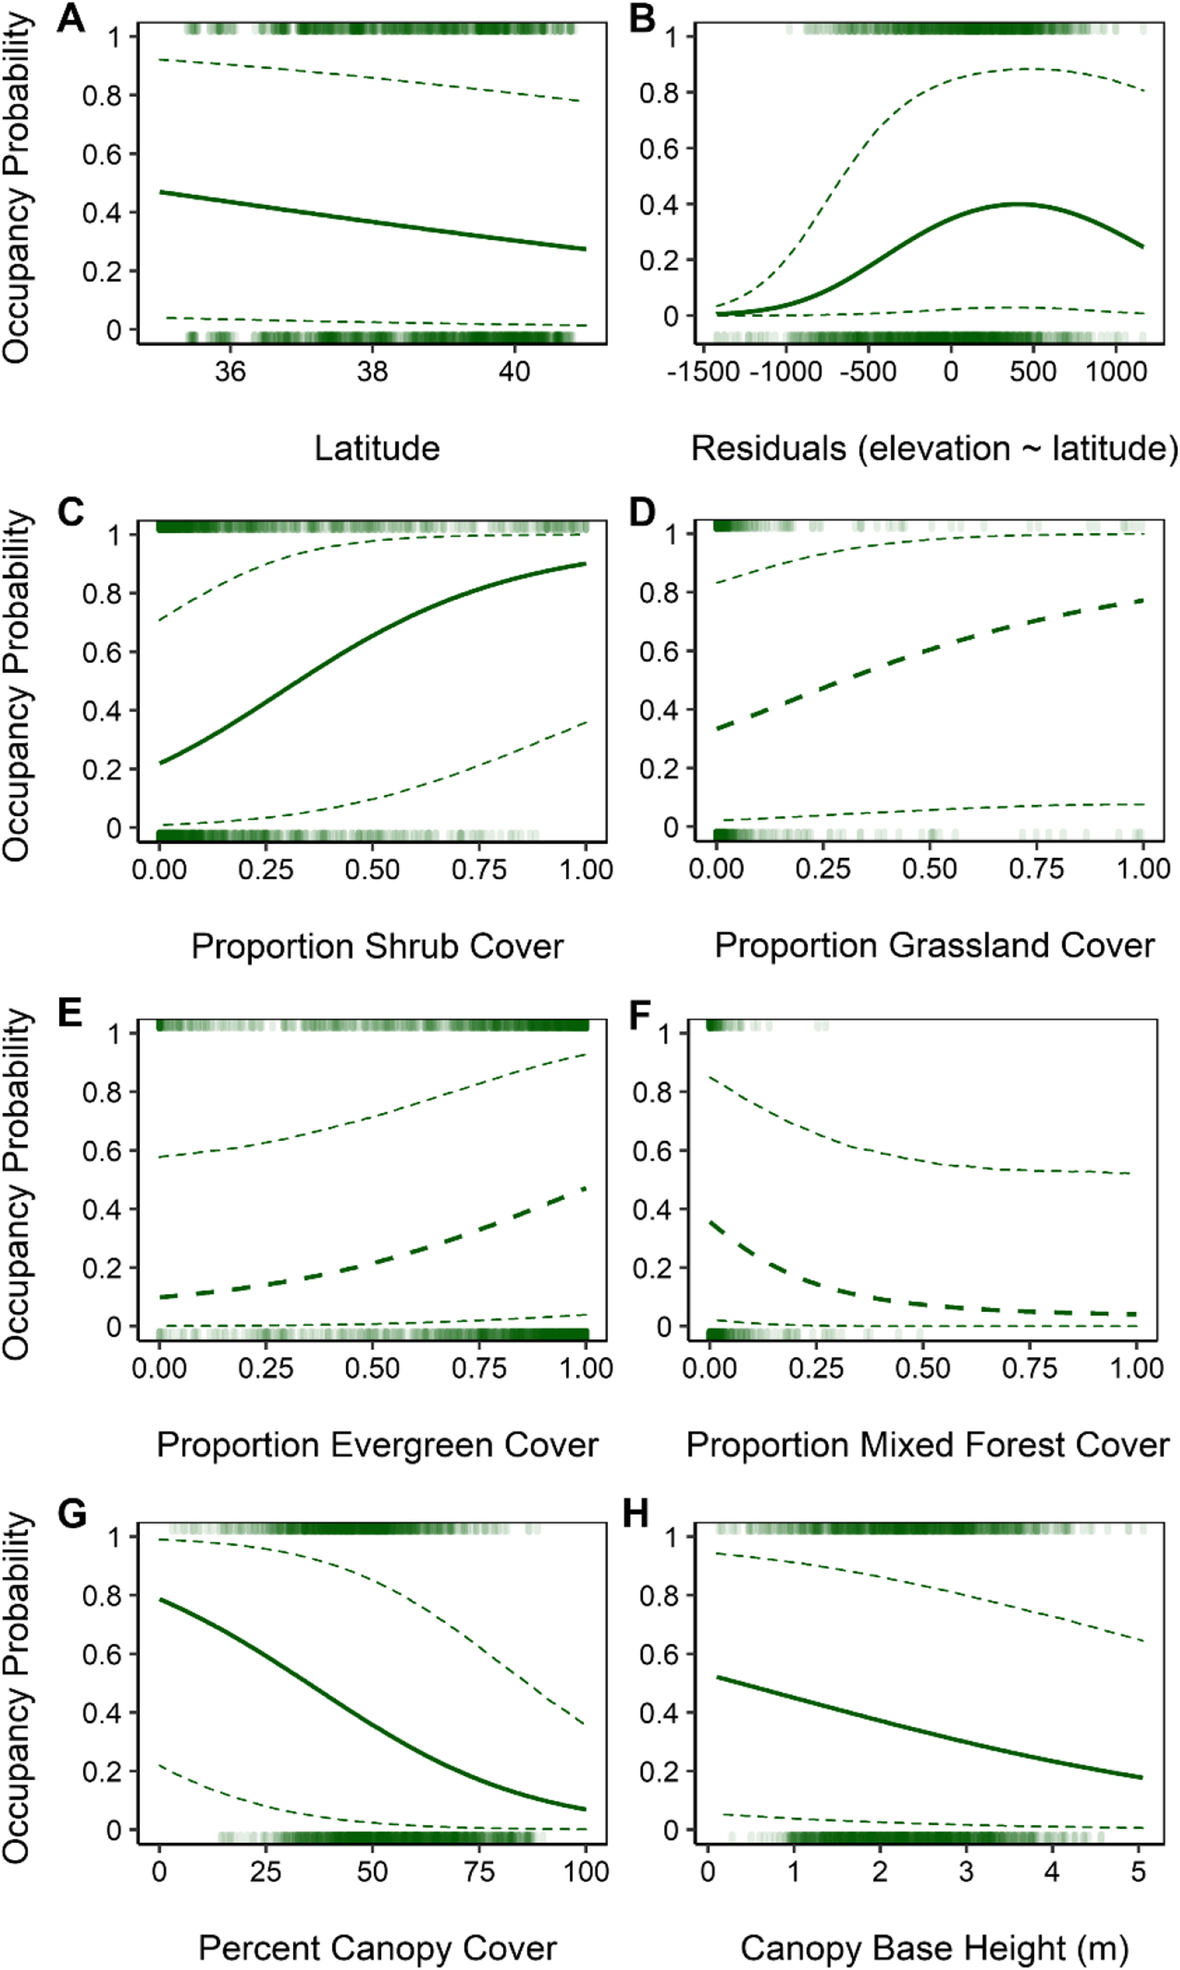 A
Occupancy Probability
1
0.8
0.6
0.4
0.2
0
36 38 40
Latitude
B
1
0.8
0.6
0.4
0.2
0
-1500 -1000 -500 0 500 1000
Residuals (elevation ~ latitude)
C
Occupancy Probability
1
0.8
0.6
0.4
0.2
0
0.00 0.25 0.50 0.75 1.00
Proportion Shrub Cover
D
1
0.8
0.6
0.4
0.2
0
0.00 0.25 0.50 0.75 1.00
Proportion Grassland Cover
E
Occupancy Probability
1
0.8
0.6
0.4
0.2
0
0.00 0.25 0.50 0.75 1.00
Proportion Evergreen Cover
F
1
0.8
0.6
0.4
0.2
0
0.00 0.25 0.50 0.75 1.00
Proportion Mixed Forest Cover
G
Occupancy Probability
1
0.8
0.6
0.4
0.2
0
0 25 50 75 100
Percent Canopy Cover
H
1
0.8
0.6
0.4
0.2
0
0 1 2 3 4 5
Canopy Base Height (m)